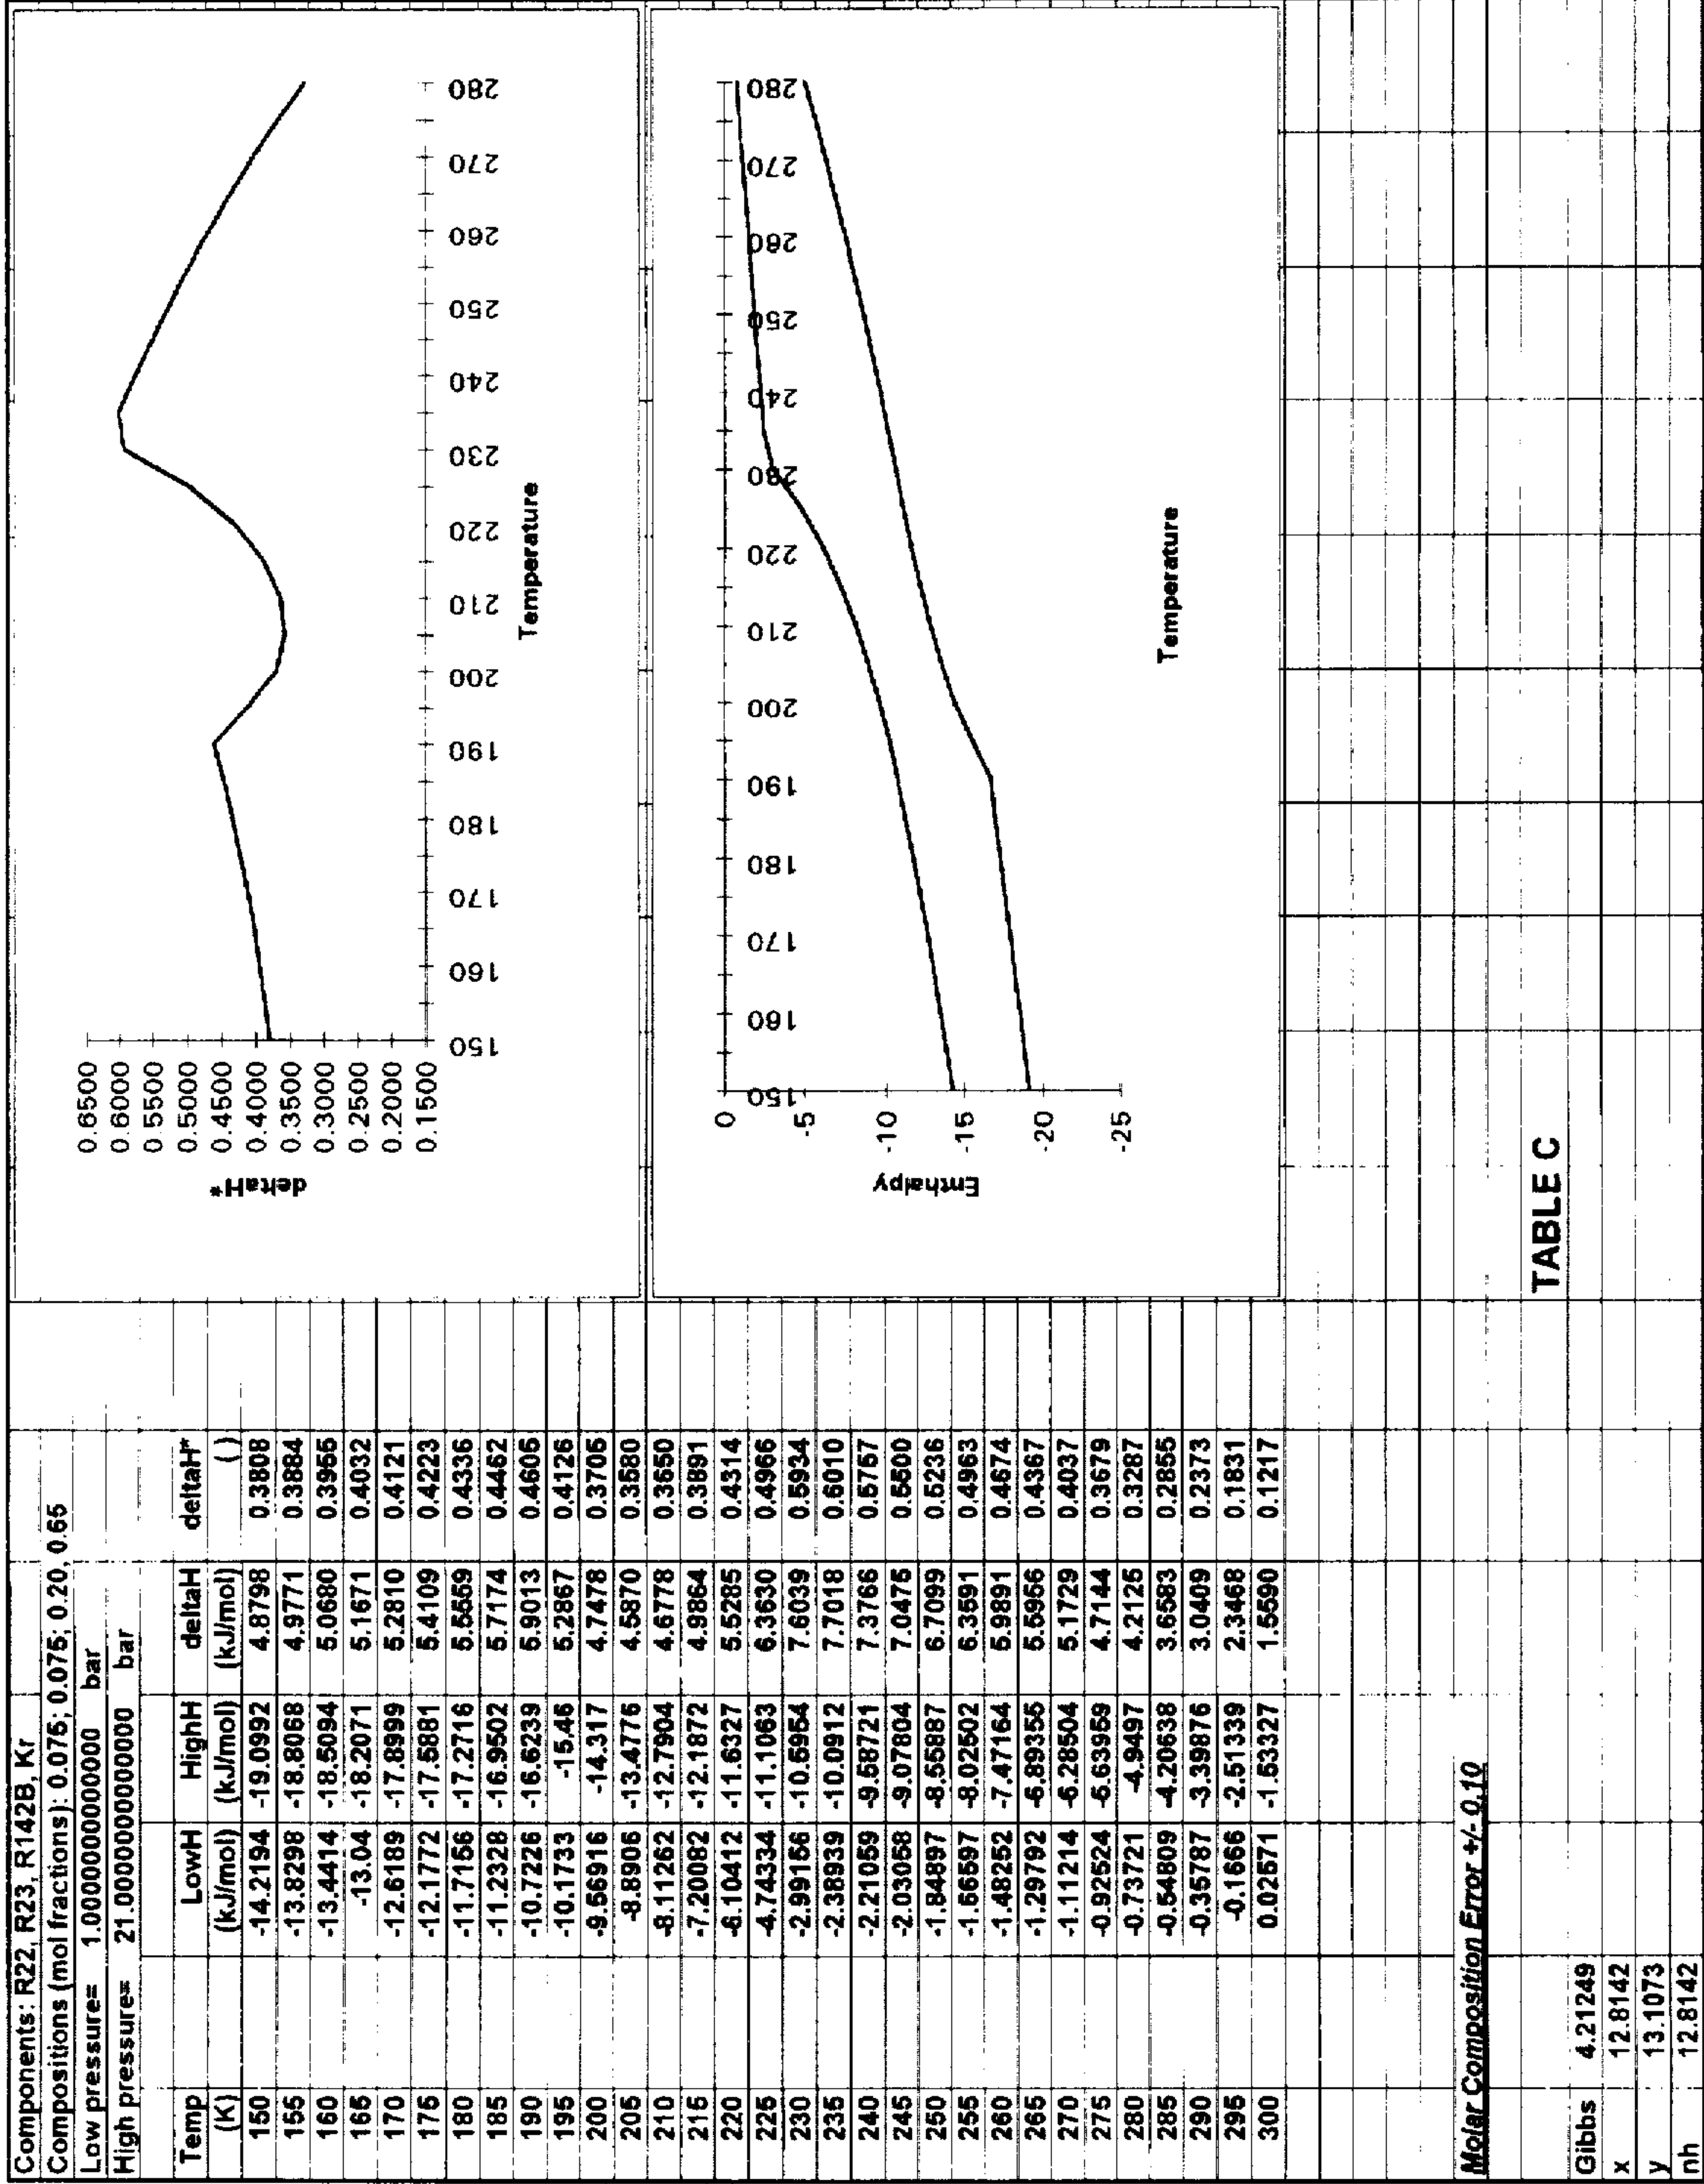 Components: R22, R23, R142B, Kr
Compositions (mol fractions): 0.075; 0.075; 0.20, 0.65
Low pressure= 1.0000000000000 bar
High pressure= 21.0000000000000 bar
Temp LowH HighH deltaH deltaH*
(K) (kJ/mol) (kJ/mol) (kJ/mol) ( )
150 -14.2194 -19.0992 4.8798 0.3808
155 -13.8298 -18.8068 4.9771 0.3884
160 -13.4414 -18.5094 5.0680 0.3955
165 -13.04 -18.2071 5.1671 0.4032
170 -12.6189 -17.8999 5.2810 0.4121
175 -12.1772 -17.5881 5.4109 0.4223
180 -11.7156 -17.2716 5.5559 0.4336
185 -11.2328 -16.9502 5.7174 0.4462
190 -10.7226 -16.6239 5.9013 0.4605
195 -10.1733 -15.46 5.2867 0.4126
200 -9.56916 -14.317 4.7478 0.3705
205 -8.8906 -13.4776 4.5870 0.3580
210 -8.11262 -12.7904 4.6778 0.3650
215 -7.20082 -12.1872 4.9864 0.3891
220 -6.10412 -11.6327 5.5285 0.4314
225 -4.74334 -11.1063 6.3630 0.4966
230 -2.99156 -10.5954 7.6039 0.5934
235 -2.38939 -10.0912 7.7018 0.6010
240 -2.21059 -9.58721 7.3766 0.5757
245 -2.03058 -9.07804 7.0475 0.5500
250 -1.84897 -8.55887 6.7099 0.5236
255 -1.66597 -8.02502 6.3591 0.4963
260 -1.48252 -7.47164 5.9891 0.4674
265 -1.29792 -6.89355 5.5956 0.4367
270 -1.11214 -6.28504 5.1729 0.4037
275 -0.92524 -5.63959 4.7144 0.3679
280 -0.73721 -4.9497 4.2125 0.3287
285 -0.54809 -4.20638 3.6583 0.2855
290 -0.35787 -3.39876 3.0409 0.2373
295 -0.1666 -2.51339 2.3468 0.1831
300 0.02571 -1.53327 1.5590 0.1217
Molar Composition Error +/- 0.10
Gibbs 4.21249
x 12.8142
y 13.1073
nh 12.8142
deltaH*
0.6500
0.6000
0.5500
0.5000
0.4500
0.4000
0.3500
0.3000
0.2500
0.2000
0.1500
150 160 170 180 190 200 210 220 230 240 250 260 270 280
Temperature
Enthalpy
0
-5
-10
-15
-20
-25
150 160 170 180 190 200 210 220 230 240 250 260 270 280
Temperature
TABLE C